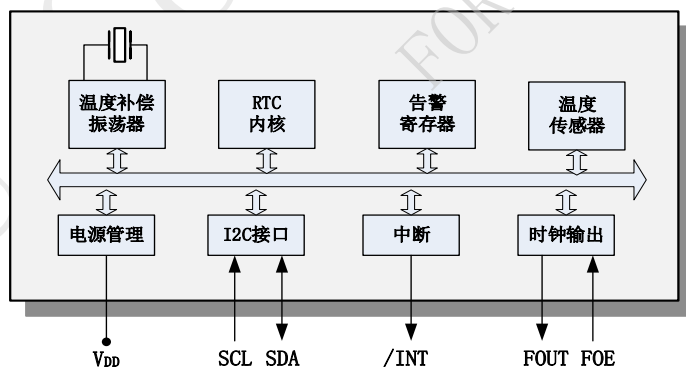 FOR
温度补偿
振荡器
RTC
内核
告警
寄存器
温度
传感器
电源管理
I2C接口
中断
时钟输出
VDD
SCL SDA
/INT
FOUT FOE